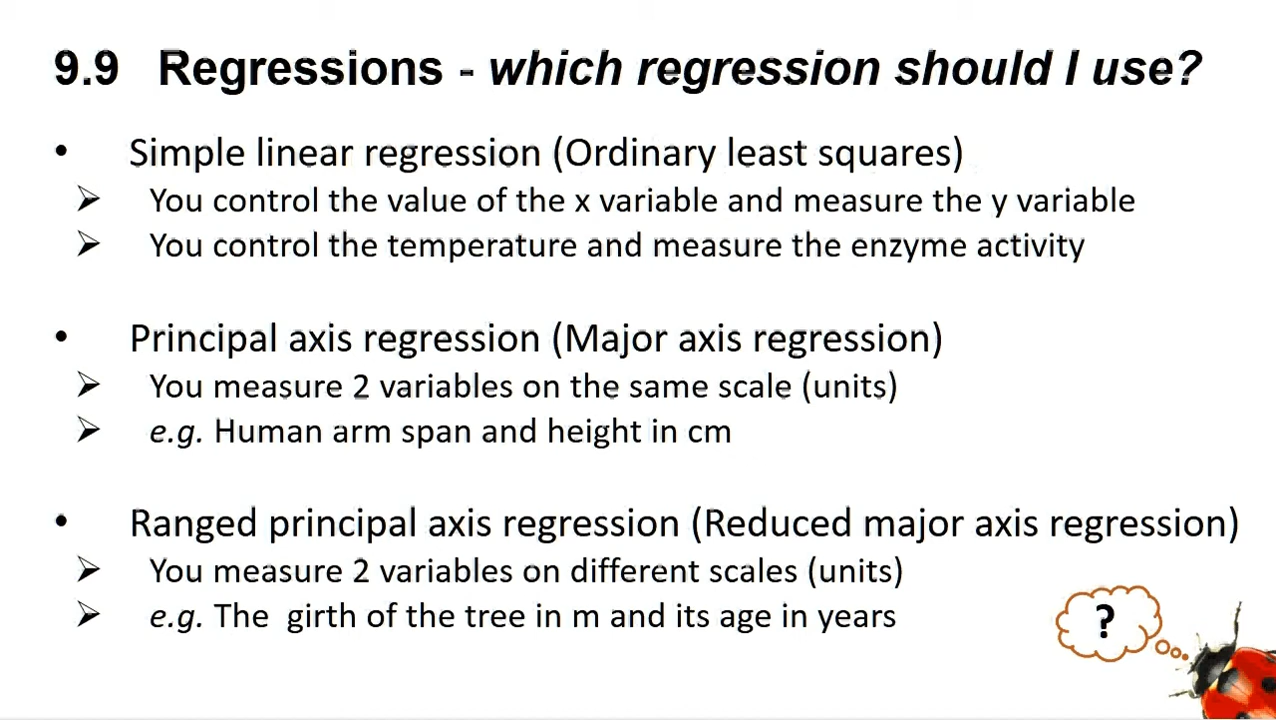 9.9 Regressions - which regression should I use?
• Simple linear regression (Ordinary least squares)
➢ You control the value of the x variable and measure the y variable
➢ You control the temperature and measure the enzyme activity
• Principal axis regression (Major axis regression)
➢ You measure 2 variables on the same scale (units)
➢ e.g. Human arm span and height in cm
• Ranged principal axis regression (Reduced major axis regression)
➢ You measure 2 variables on different scales (units)
➢ e.g. The girth of the tree in m and its age in years
?